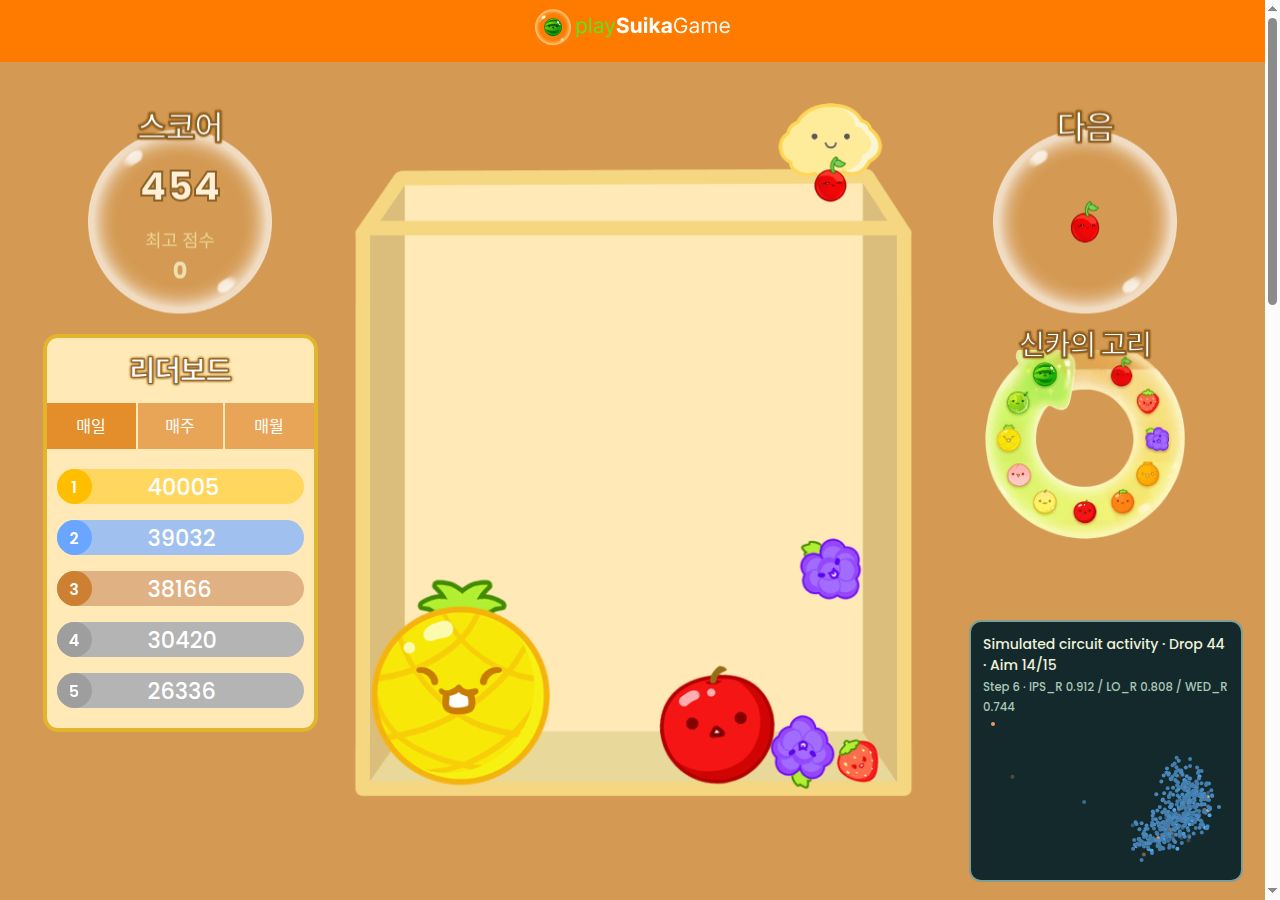 playSuikaGame
스코어
454
최고 점수
0
다음
신카의 고리
리더보드
매일 매주 매월
1 40005
2 39032
3 38166
4 30420
5 26336
Simulated circuit activity · Drop 44
· Aim 14/15
Step 6 · IPS_R 0.912 / LO_R 0.808 / WED_R
0.744